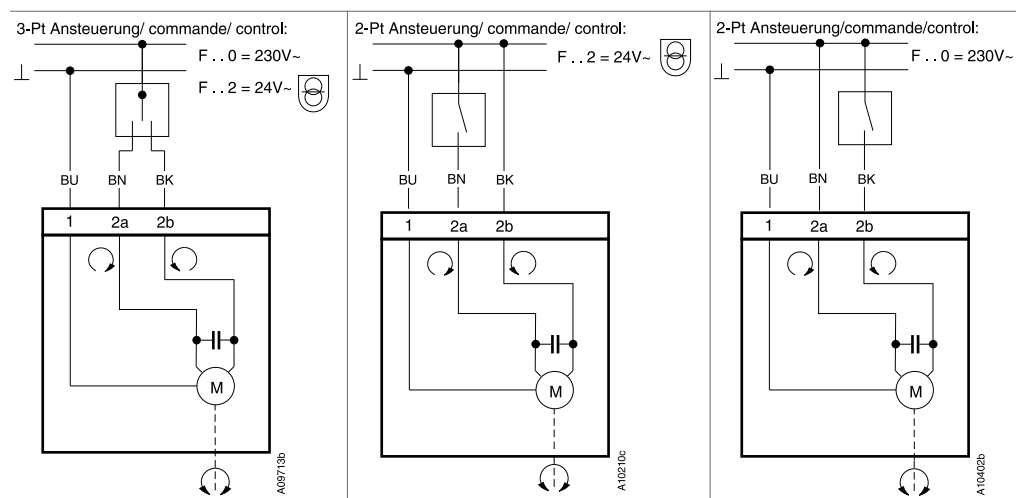 3-Pt Ansteuerung/ commande/ control:
F . . 0 = 230V~
F . . 2 = 24V~
⊥
BU
BN
BK
1
2a
2b
M
A09713b
2-Pt Ansteuerung/ commande/ control:
F . . 2 = 24V~
⊥
BU
BN
BK
1
2a
2b
M
A10210c
2-Pt Ansteuerung/commande/control:
F . . 0 = 230V~
⊥
BU
BN
BK
1
2a
2b
M
A10402b